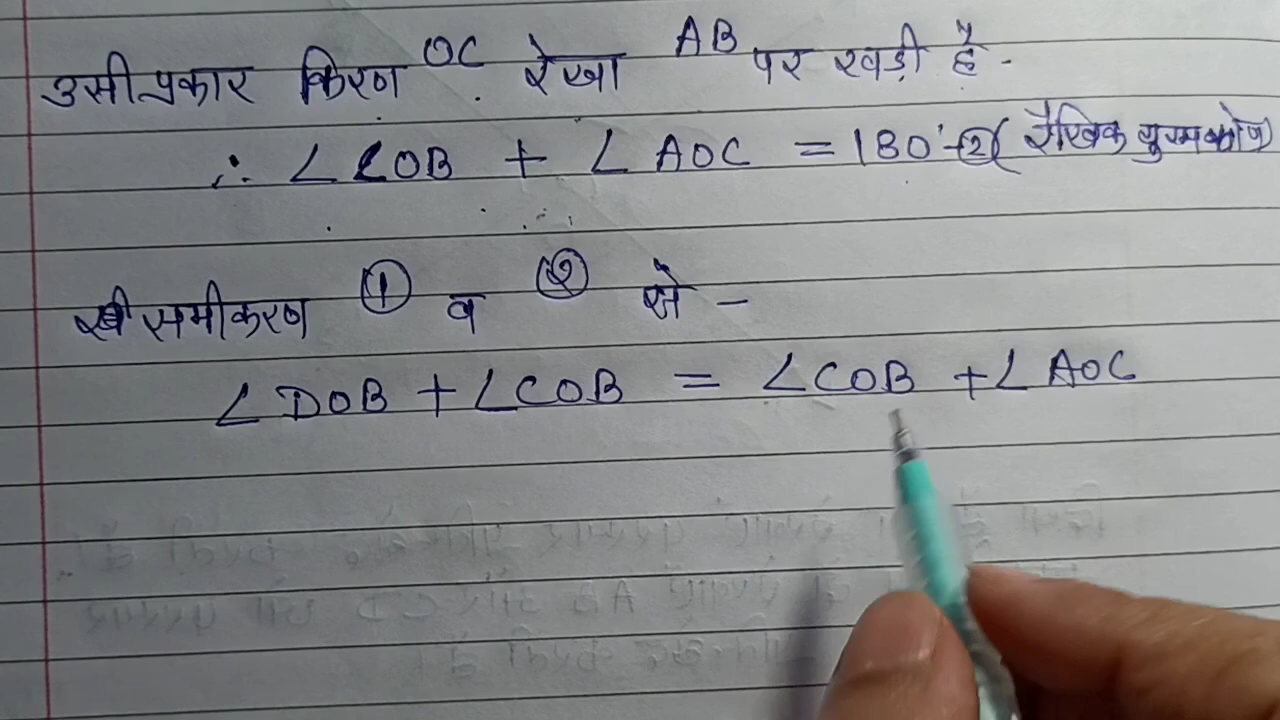 उसीप्रकार किरण OC रेखा AB पर खड़ी है.
∴ ∠COB + ∠AOC = 180° - ② (रैखिक युग्मकोण)
समीकरण ① व ② से -
∠DOB + ∠COB = ∠COB + ∠AOC